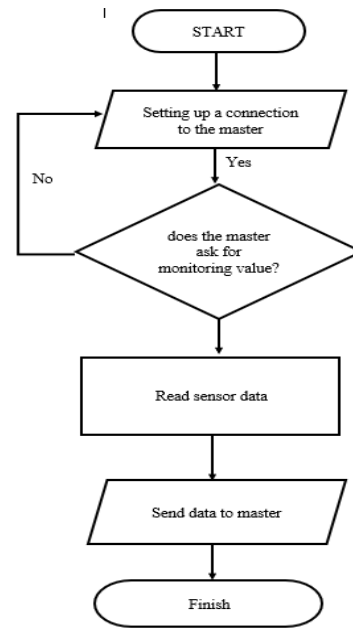 START
Setting up a connection
to the master
Yes
No
does the master
ask for
monitoring value?
Read sensor data
Send data to master
Finish